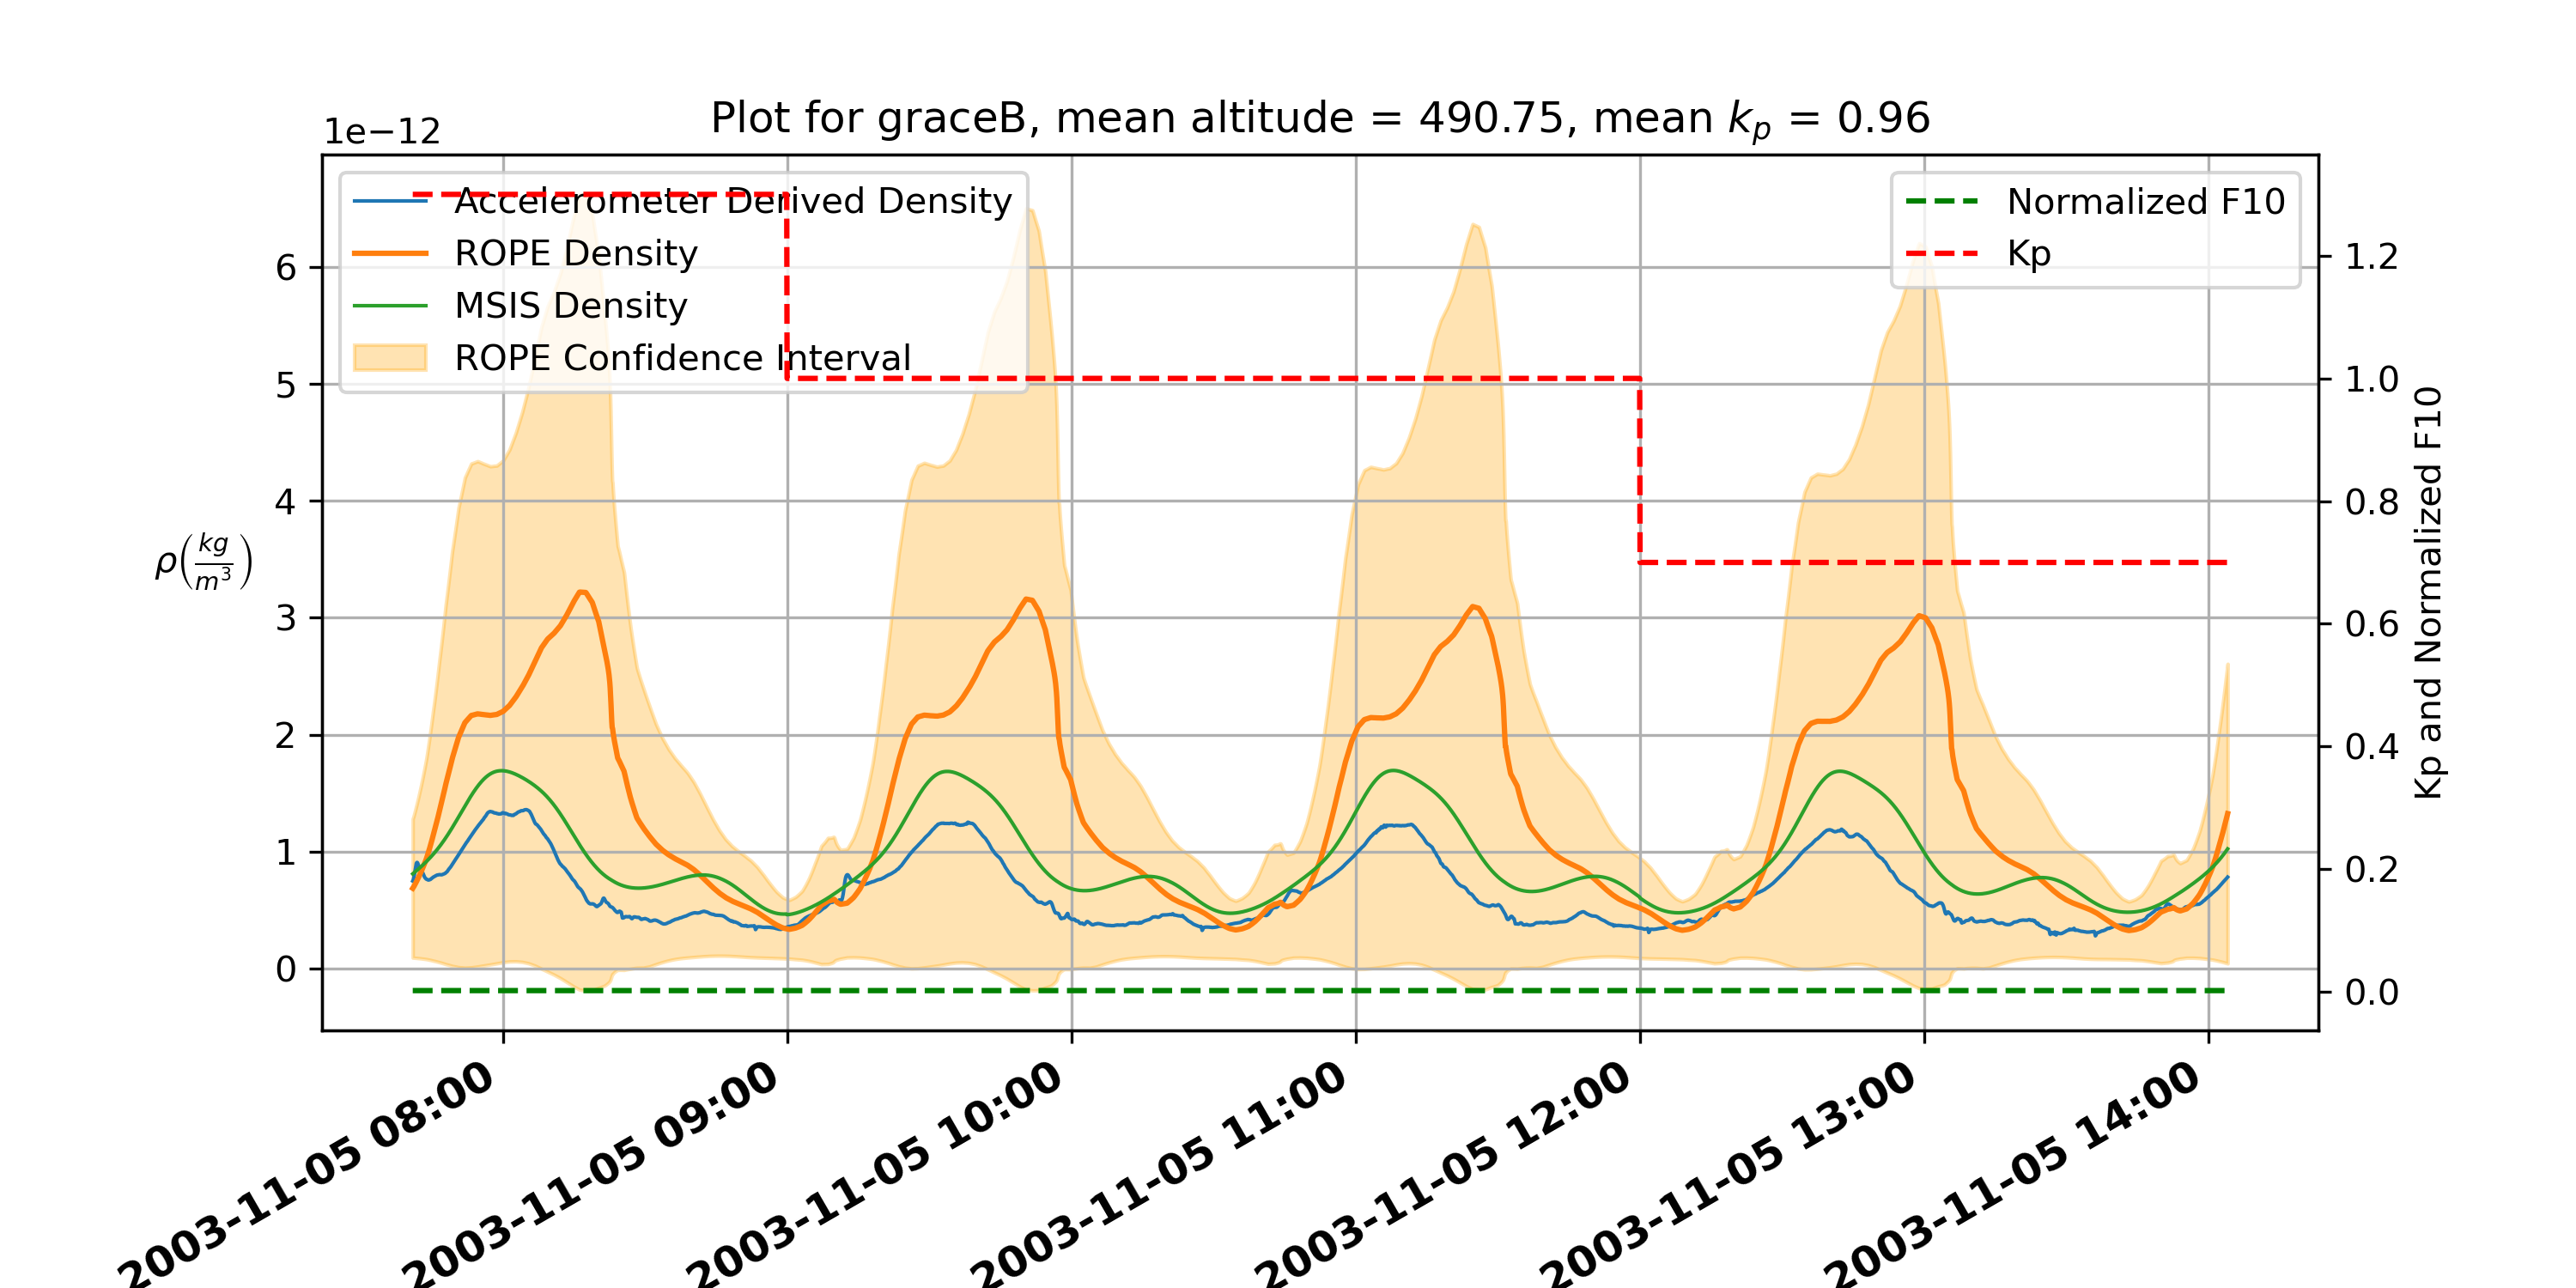 Plot for graceB, mean altitude = 490.75, mean k_p = 0.96
1e−12
Accelerometer Derived Density
ROPE Density
MSIS Density
ROPE Confidence Interval
Normalized F10
Kp
6
5
4
3
2
1
0
ρ(kg/m³)
1.2
1.0
0.8
0.6
0.4
0.2
0.0
Kp and Normalized F10
2003-11-05 08:00
2003-11-05 09:00
2003-11-05 10:00
2003-11-05 11:00
2003-11-05 12:00
2003-11-05 13:00
2003-11-05 14:00